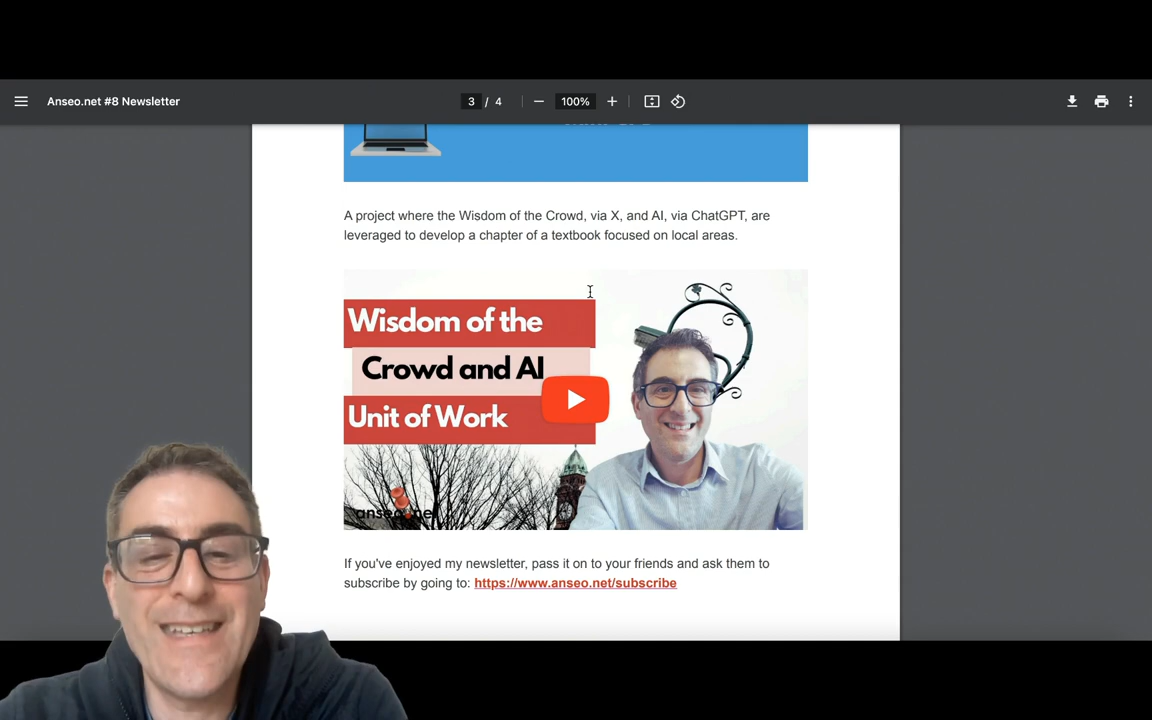 Anseo.net #8 Newsletter
3 / 4
100%
A project where the Wisdom of the Crowd, via X, and AI, via ChatGPT, are
leveraged to develop a chapter of a textbook focused on local areas.
Wisdom of the
Crowd and AI
Unit of Work
anseo.net
If you've enjoyed my newsletter, pass it on to your friends and ask them to
subscribe by going to: https://www.anseo.net/subscribe